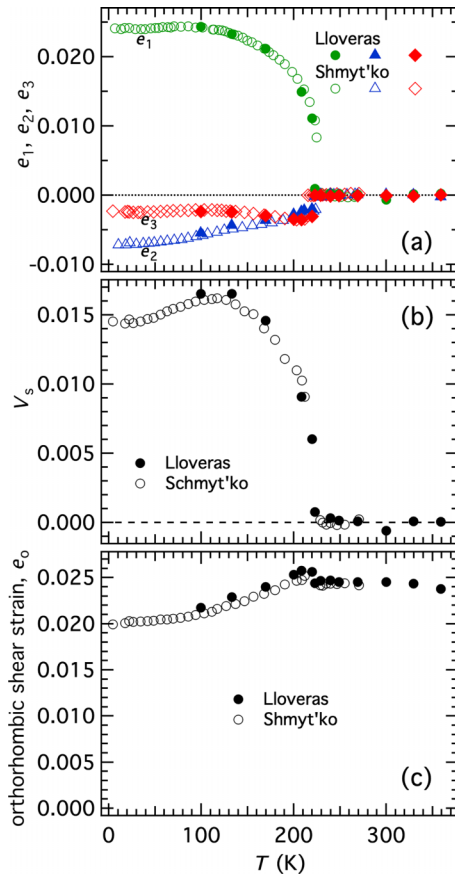 (a)
Lloveras
Shmyt'ko
e1
e3
e2
e1, e2, e3
0.020
0.010
0.000
-0.010
(b)
Vs
0.015
0.010
0.005
0.000
Lloveras
Schmyt'ko
(c)
orthorhombic shear strain, eo
0.025
0.020
0.015
0.010
0.005
0.000
Lloveras
Shmyt'ko
0 100 200 300
T (K)